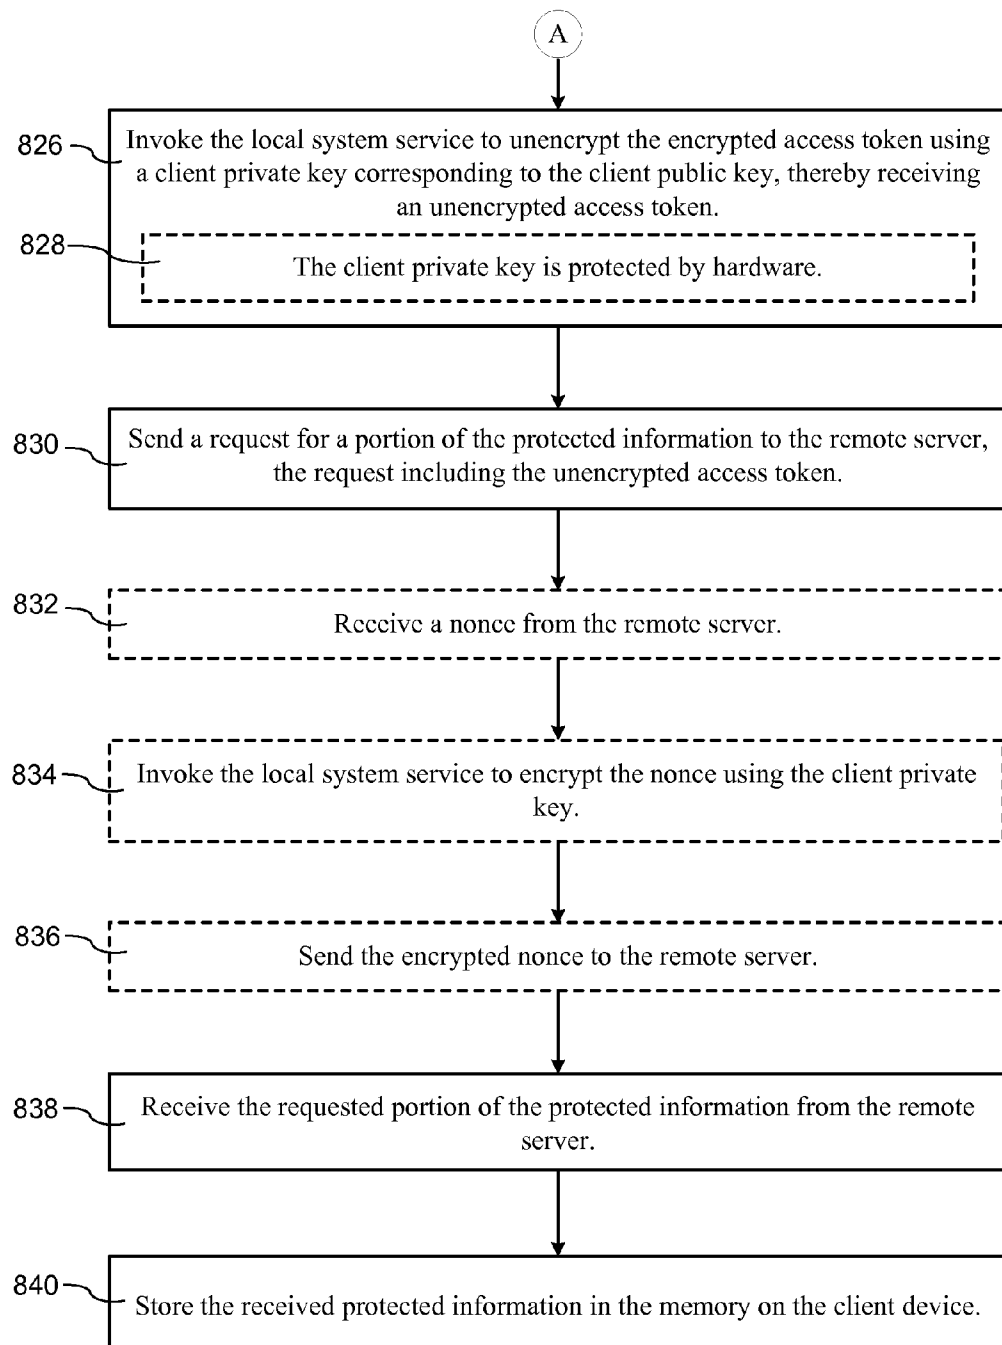 A
826
Invoke the local system service to unencrypt the encrypted access token using
a client private key corresponding to the client public key, thereby receiving
an unencrypted access token.
828
The client private key is protected by hardware.
830
Send a request for a portion of the protected information to the remote server,
the request including the unencrypted access token.
832
Receive a nonce from the remote server.
834
Invoke the local system service to encrypt the nonce using the client private
key.
836
Send the encrypted nonce to the remote server.
838
Receive the requested portion of the protected information from the remote
server.
840
Store the received protected information in the memory on the client device.